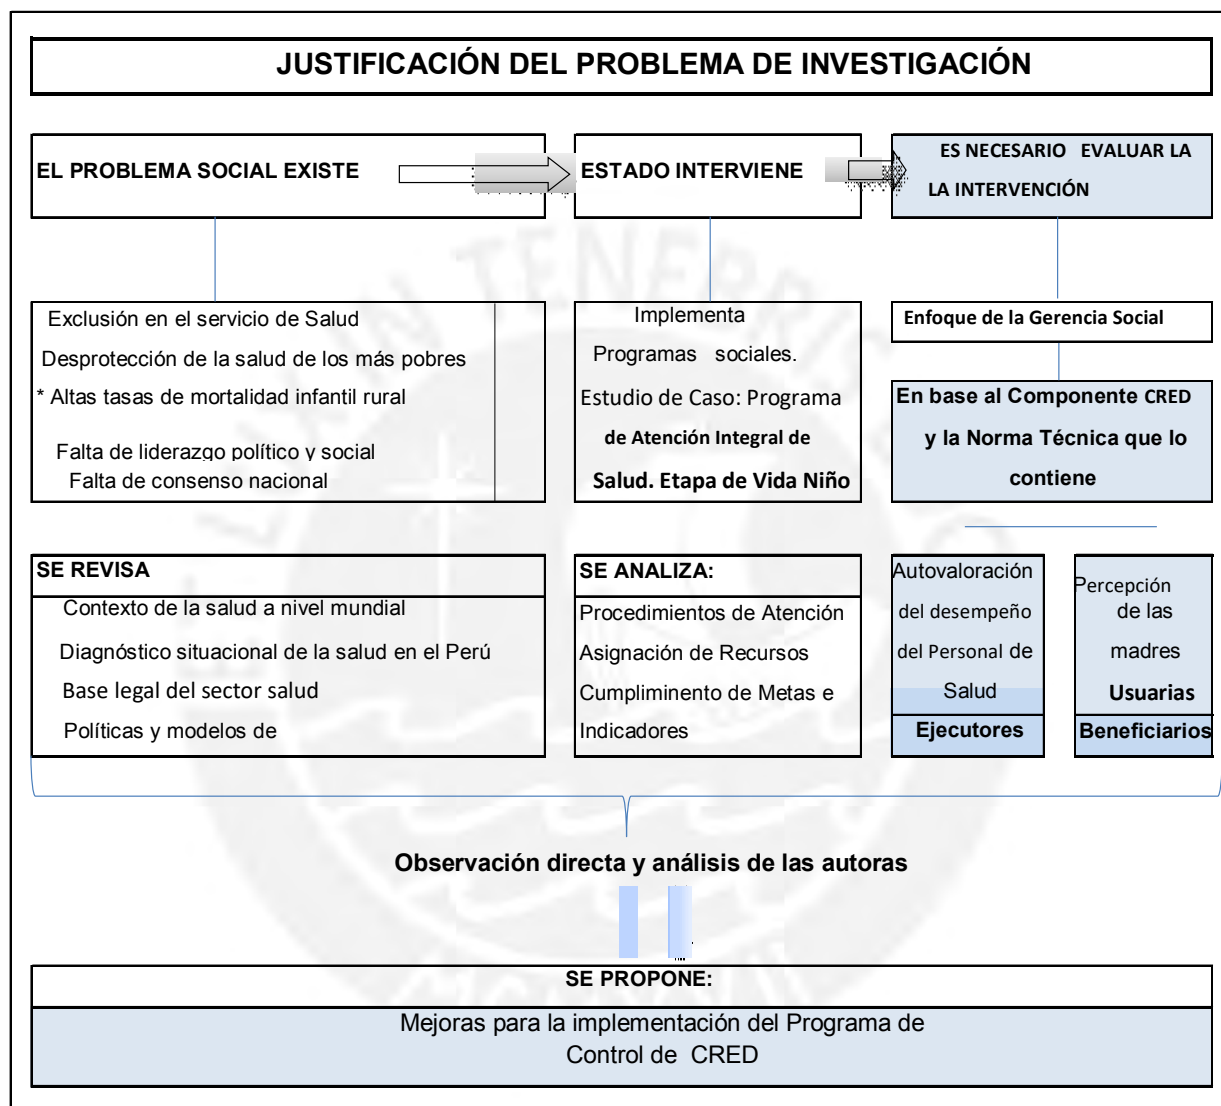 JUSTIFICACIÓN DEL PROBLEMA DE INVESTIGACIÓN
EL PROBLEMA SOCIAL EXISTE
ESTADO INTERVIENE
ES NECESARIO EVALUAR LA
LA INTERVENCIÓN
Exclusión en el servicio de Salud
Desprotección de la salud de los más pobres
* Altas tasas de mortalidad infantil rural
Falta de liderazgo político y social
Falta de consenso nacional
Implementa
Programas sociales.
Estudio de Caso: Programa
de Atención Integral de
Salud. Etapa de Vida Niño
Enfoque de la Gerencia Social
En base al Componente CRED
y la Norma Técnica que lo
contiene
SE REVISA
Contexto de la salud a nivel mundial
Diagnóstico situacional de la salud en el Perú
Base legal del sector salud
Políticas y modelos de
SE ANALIZA:
Procedimientos de Atención
Asignación de Recursos
Cumpliminento de Metas e
Indicadores
Autovaloración
del desempeño
del Personal de
Salud
Ejecutores
Percepción
de las
madres
Usuarias
Beneficiarios
Observación directa y análisis de las autoras
SE PROPONE:
Mejoras para la implementación del Programa de
Control de CRED
ET LUX IN TENEBRIS LUCET